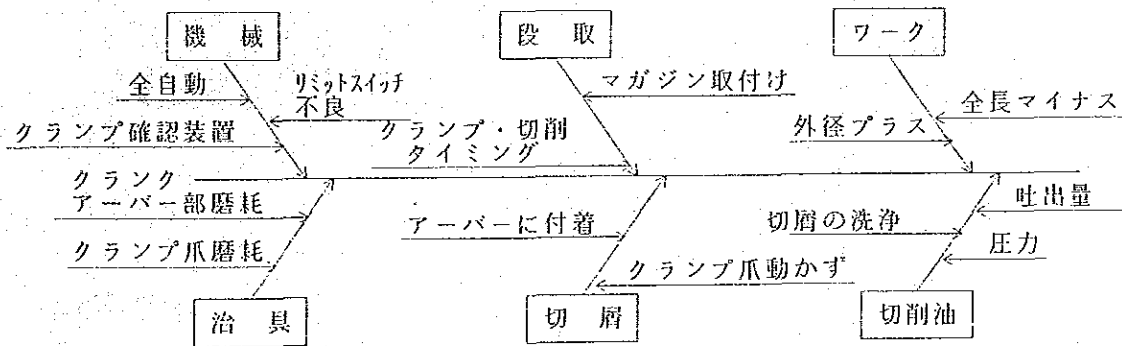 機械
段取
ワーク
全自動
リミットスイッチ
不良
マガジン取付け
全長マイナス
クランプ確認装置
クランプ・切削
タイミング
外径プラス
クランク
アーバー部磨耗
アーバーに付着
切屑の洗浄
吐出量
クランプ爪磨耗
クランプ爪動かず
圧力
治具
切屑
切削油